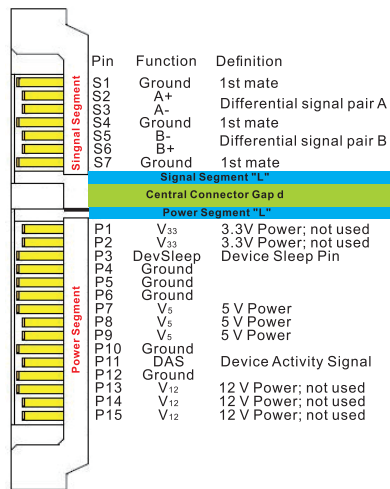 Pin Function Definition
S1 Ground 1st mate
S2 A+
Differential signal pair A
S3 A-
S4 Ground 1st mate
S5 B-
Differential signal pair B
S6 B+
S7 Ground 1st mate
Singnal Segment
Signal Segment "L"
Central Connector Gap d
Power Segment "L"
P1 V33 3.3V Power; not used
P2 V33 3.3V Power; not used
P3 DevSleep Device Sleep Pin
P4 Ground
P5 Ground
P6 Ground
P7 V5 5 V Power
P8 V5 5 V Power
P9 V5 5 V Power
P10 Ground
P11 DAS Device Activity Signal
P12 Ground
P13 V12 12 V Power; not used
P14 V12 12 V Power; not used
P15 V12 12 V Power; not used
Power Segment